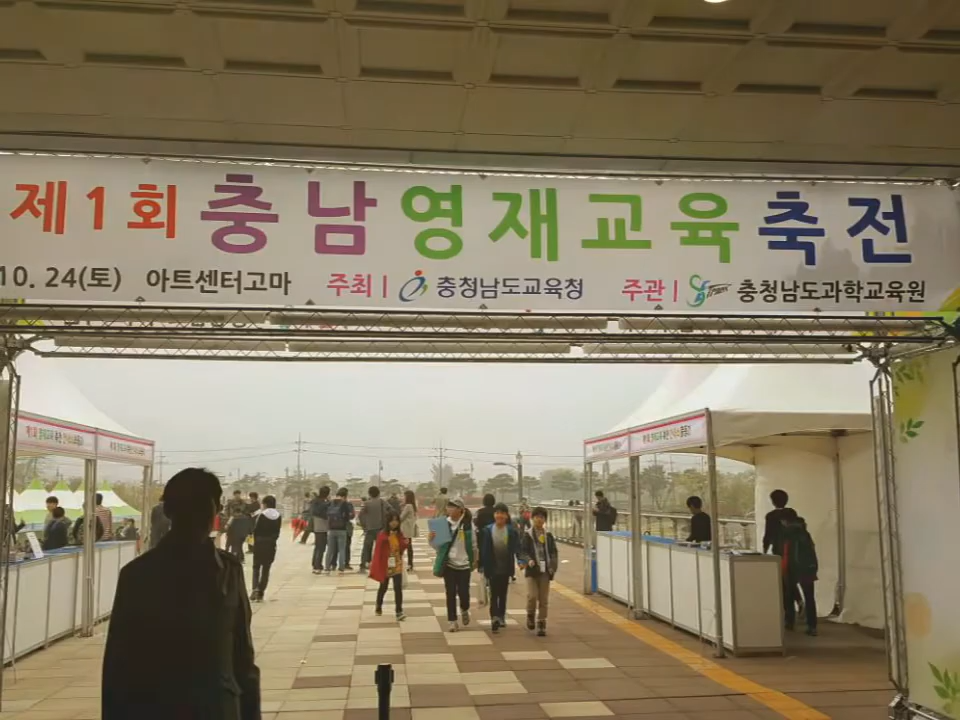 제1회 충남영재교육축전
10. 24(토) 아트센터고마 주최 | 충청남도교육청 주관 | 충청남도과학교육원